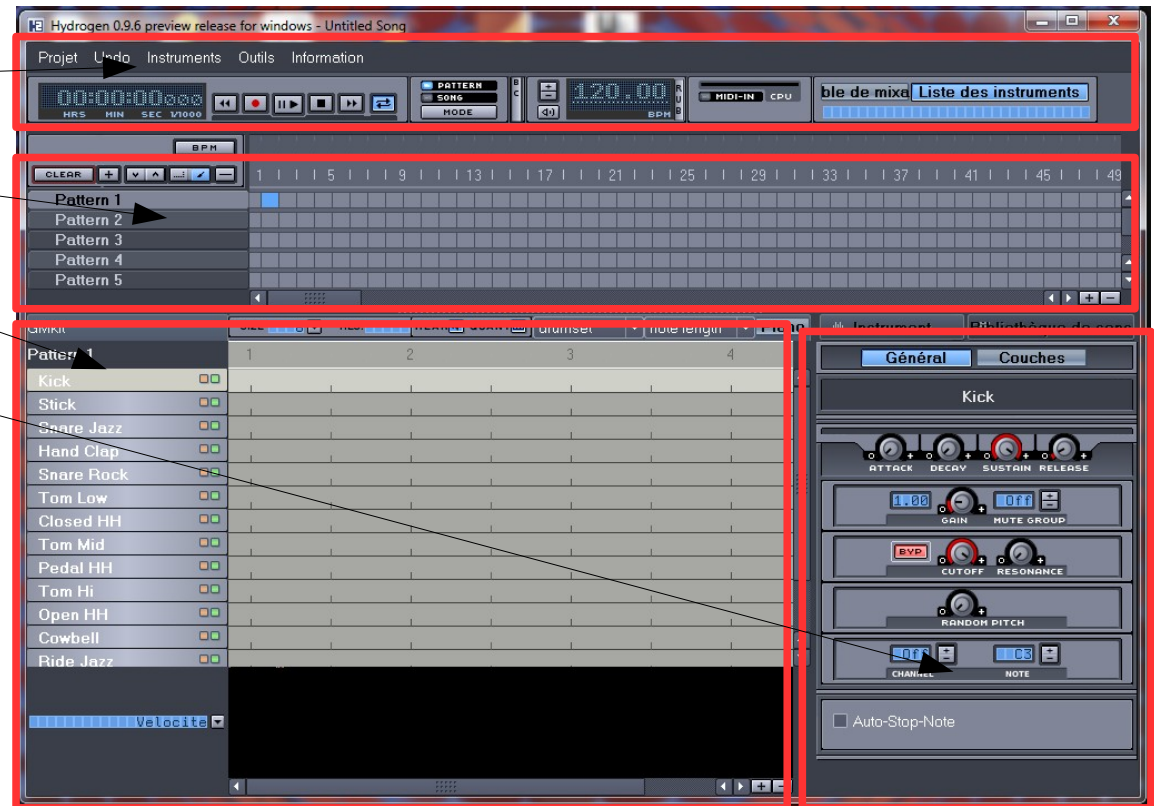 Hydrogen 0.9.6 preview release for windows - Untitled Song
Projet Undo Instruments Outils Information
00:00:00000
HRS MIN SEC 1/1000
PATTERN
SONG
MODE
B
C
120.00
BPM
R
U
B
MIDI-IN CPU
ble de mixa Liste des instruments
BPM
CLEAR
1 5 9 13 17 21 25 29 33 37 41 45 49
Pattern 1
Pattern 2
Pattern 3
Pattern 4
Pattern 5
GMkit
drumset note length Piano
Instrument Bibliothèque de sons
Pattern 1
1 2 3 4
Kick
Stick
Snare Jazz
Hand Clap
Snare Rock
Tom Low
Closed HH
Tom Mid
Pedal HH
Tom Hi
Open HH
Cowbell
Ride Jazz
Velocite
Général Couches
Kick
ATTACK DECAY SUSTAIN RELEASE
1.00 Off
GAIN MUTE GROUP
BYP
CUTOFF RESONANCE
RANDOM PITCH
Off C3
CHANNEL NOTE
Auto-Stop-Note